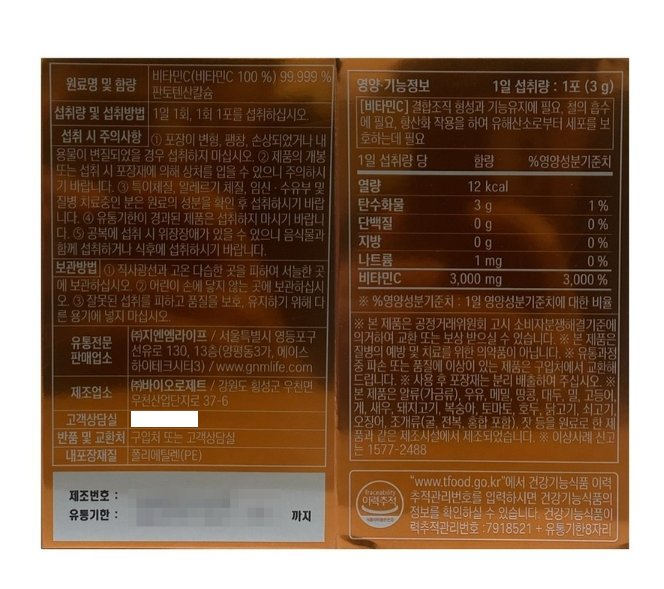 원료명 및 함량
비타민C(비타민C 100 %) 99.999 %
판토텐산칼슘
섭취량 및 섭취방법 1일 1회, 1회 1포를 섭취하십시오.
섭취 시 주의사항 ① 포장이 변형, 팽창, 손상되었거나 내
용물이 변질되었을 경우 섭취하지 마십시오. ② 제품의 개봉
또는 섭취 시 포장재에 의해 상처를 입을 수 있으니 주의하시
기 바랍니다. ③ 특이체질, 알레르기 체질, 임신·수유부 및
질병 치료중인 분은 원료의 성분을 확인 후 섭취하시기 바랍
니다. ④ 유통기한이 경과된 제품은 섭취하지 마시기 바랍니
다. ⑤ 공복에 섭취 시 위장장애가 있을 수 있으니 음식물과
함께 섭취하거나 식후에 섭취하시기 바랍니다.
보관방법 ① 직사광선과 고온 다습한 곳을 피하여 서늘한 곳
에 보관하십시오. ② 어린이 손에 닿지 않는 곳에 보관하십시
오. ③ 잘못된 섭취를 피하고 품질을 보호, 유지하기 위해 다
른 용기에 넣지 마십시오.
유통전문
판매업소
㈜지엔엠라이프 / 서울특별시 영등포구
선유로 130, 13층(양평동3가, 에이스
하이테크시티3) / www.gnmlife.com
제조업소
㈜바이오로제트 / 강원도 횡성군 우천면
우천산업단지로 37-6
고객상담실
반품 및 교환처 구입처 또는 고객상담실
내포장재질 폴리에틸렌(PE)
제조번호 :
유통기한 : 까지
영양·기능정보 1일 섭취량 : 1포 (3 g)
[비타민C] 결합조직 형성과 기능유지에 필요, 철의 흡수
에 필요, 항산화 작용을 하여 유해산소로부터 세포를 보
호하는데 필요
1일 섭취량 당 함량 %영양성분기준치
열량 12 kcal
탄수화물 3 g 1 %
단백질 0 g 0 %
지방 0 g 0 %
나트륨 1 mg 0 %
비타민C 3,000 mg 3,000 %
※ %영양성분기준치 : 1일 영양성분기준치에 대한 비율
※ 본 제품은 공정거래위원회 고시 소비자분쟁해결기준에
의거하여 교환 또는 보상 받으실 수 있습니다. ※ 본 제품은
질병의 예방 및 치료를 위한 의약품이 아닙니다. ※ 유통과정
중 파손 또는 품질에 이상이 있는 제품은 구입처에서 교환해
드립니다. ※ 사용 후 포장재는 분리 배출하여 주십시오. ※
본 제품은 알류(가금류), 우유, 메밀, 땅콩, 대두, 밀, 고등어,
게, 새우, 돼지고기, 복숭아, 토마토, 호두, 닭고기, 쇠고기,
오징어, 조개류(굴, 전복, 홍합 포함), 잣 등을 원료로 한 제
품과 같은 제조시설에서 제조되었습니다. ※ 이상사례 신고
는 1577-2488
Traceability
이력추적
식품의약품안전처
"www.tfood.go.kr"에서 건강기능식품 이력
추적관리번호를 입력하시면 건강기능식품의
정보를 확인하실 수 있습니다. 건강기능식품이
력추적관리번호 :7918521 + 유통기한8자리